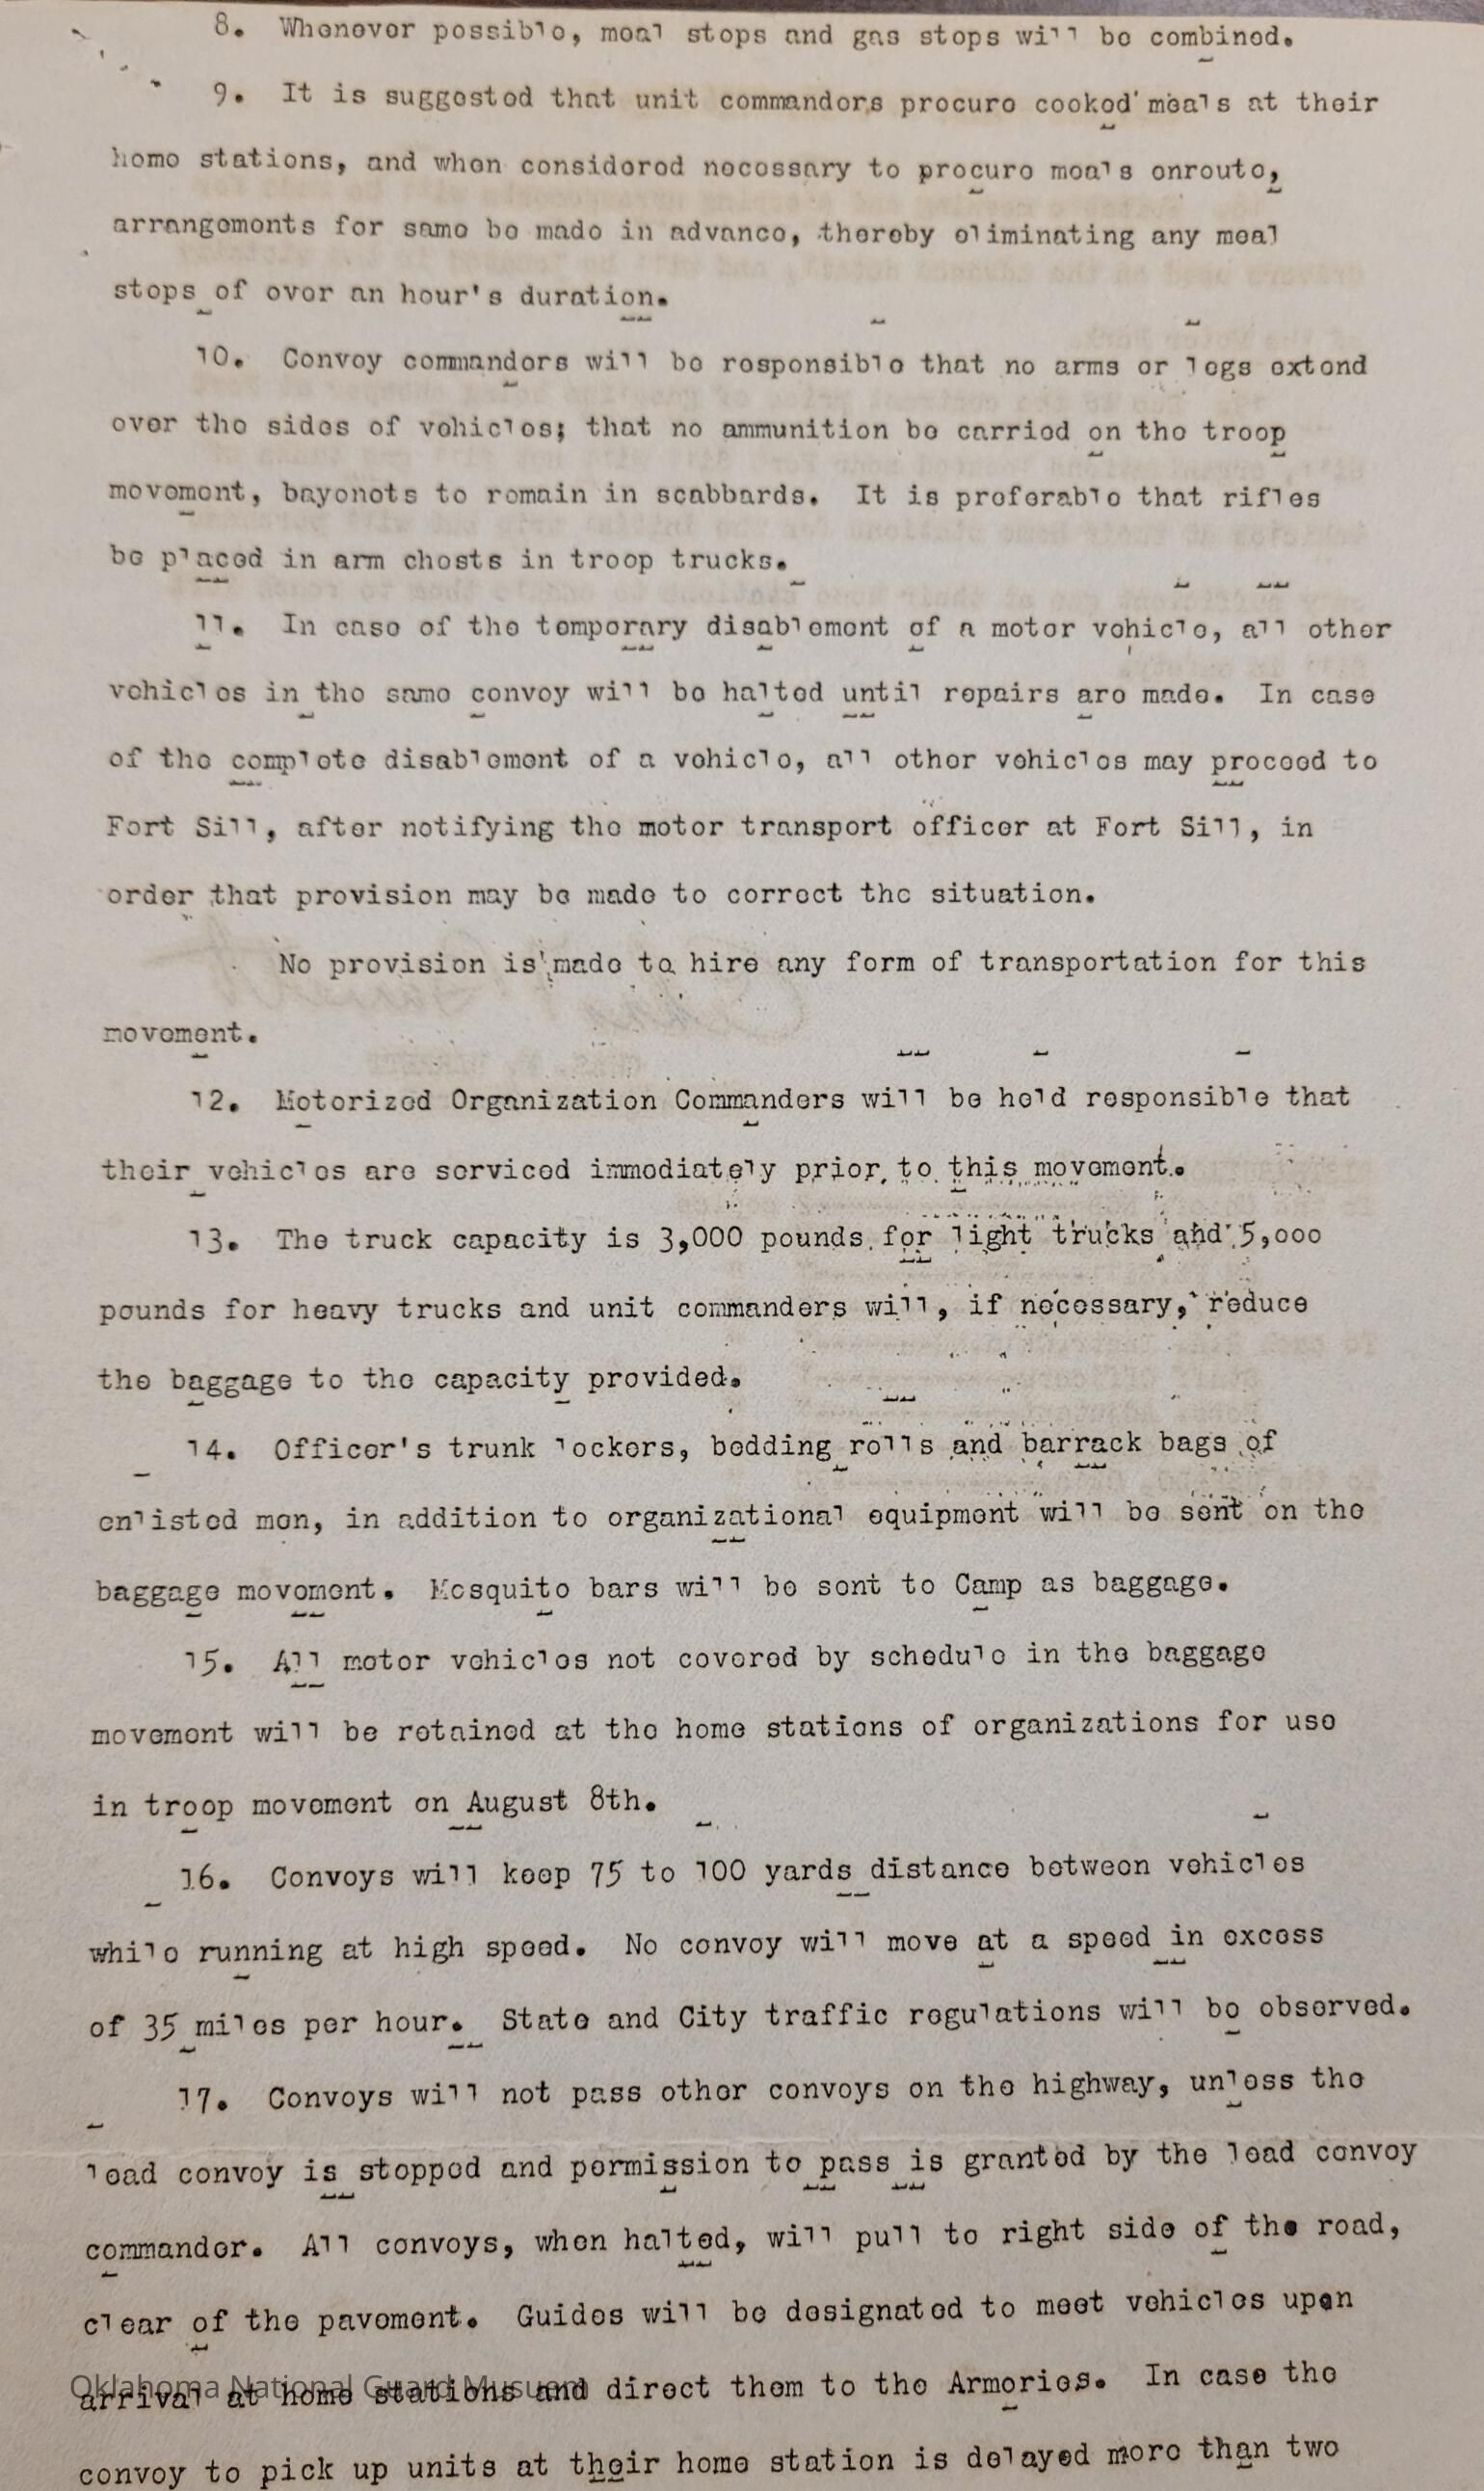 8. Whenever possible, meal stops and gas stops will be combined.
9. It is suggested that unit commanders procure cooked meals at their
home stations, and when considered necessary to procure meals enroute,
arrangements for same be made in advance, thereby eliminating any meal
stops of over an hour's duration.
10. Convoy commanders will be responsible that no arms or legs extend
over the sides of vehicles; that no ammunition be carried on the troop
movement, bayonets to remain in scabbards. It is preferable that rifles
be placed in arm chests in troop trucks.
11. In case of the temporary disablement of a motor vehicle, all other
vehicles in the same convoy will be halted until repairs are made. In case
of the complete disablement of a vehicle, all other vehicles may proceed to
Fort Sill, after notifying the motor transport officer at Fort Sill, in
order that provision may be made to correct the situation.
No provision is made to hire any form of transportation for this
movement.
12. Motorized Organization Commanders will be held responsible that
their vehicles are serviced immediately prior to this movement.
13. The truck capacity is 3,000 pounds for light trucks and 5,000
pounds for heavy trucks and unit commanders will, if necessary, reduce
the baggage to the capacity provided.
14. Officer's trunk lockers, bedding rolls and barrack bags of
enlisted men, in addition to organizational equipment will be sent on the
baggage movement. Mosquito bars will be sent to Camp as baggage.
15. All motor vehicles not covered by schedule in the baggage
movement will be retained at the home stations of organizations for use
in troop movement on August 8th.
16. Convoys will keep 75 to 100 yards distance between vehicles
while running at high speed. No convoy will move at a speed in excess
of 35 miles per hour. State and City traffic regulations will be observed.
17. Convoys will not pass other convoys on the highway, unless the
lead convoy is stopped and permission to pass is granted by the lead convoy
commander. All convoys, when halted, will pull to right side of the road,
clear of the pavement. Guides will be designated to meet vehicles upon
arrival at home stations and direct them to the Armories. In case the
Oklahoma National Guard Musuem
convoy to pick up units at their home station is delayed more than two